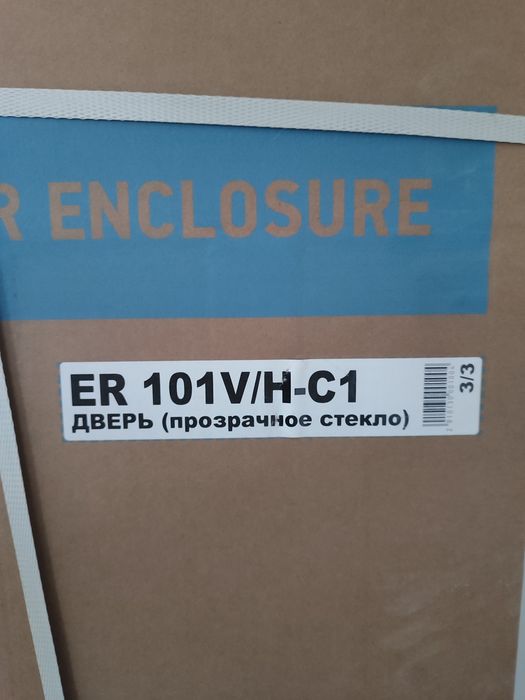 R ENCLOSURE
ER 101V/H-C1
ДВЕРЬ (прозрачное стекло)
3/3